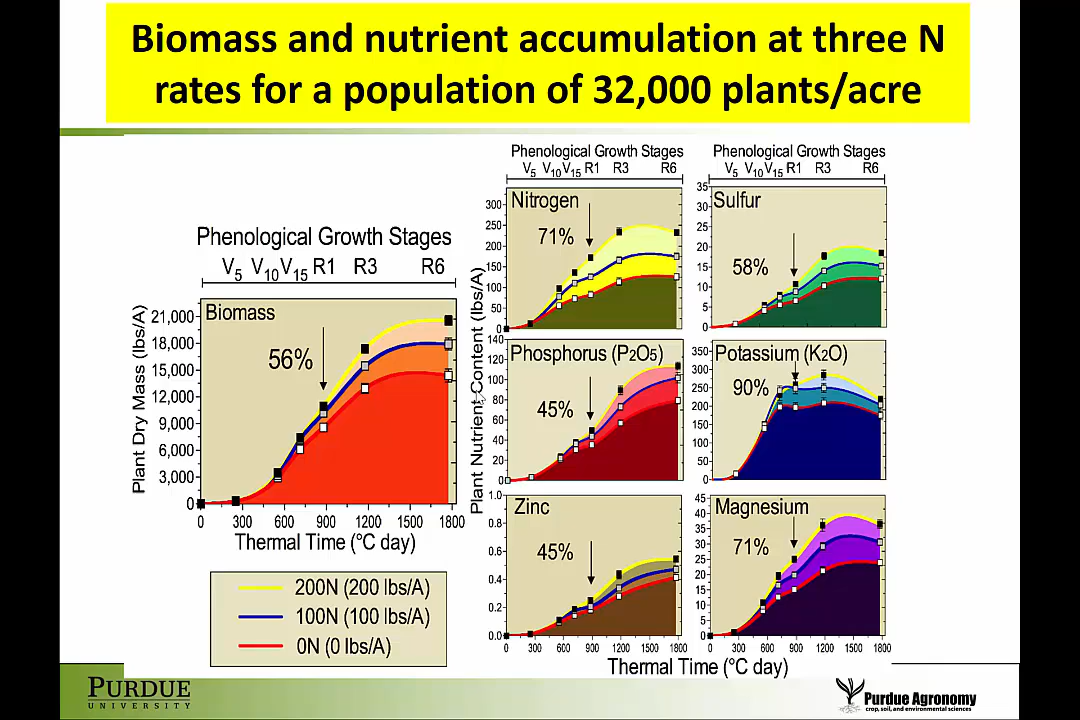 Biomass and nutrient accumulation at three N
rates for a population of 32,000 plants/acre
Phenological Growth Stages
V5 V10 V15 R1 R3 R6
Plant Dry Mass (lbs/A)
21,000
18,000
15,000
12,000
9,000
6,000
3,000
0
Biomass
56%
0 300 600 900 1200 1500 1800
Thermal Time (°C day)
200N (200 lbs/A)
100N (100 lbs/A)
0N (0 lbs/A)
Plant Nutrient Content (lbs/A)
Phenological Growth Stages
V5 V10 V15 R1 R3 R6
300
250
200
150
100
50
0
Nitrogen
71%
Phenological Growth Stages
V5 V10 V15 R1 R3 R6
35
30
25
20
15
10
5
0
Sulfur
58%
140
120
100
80
60
40
20
0
Phosphorus (P2O5)
45%
350
300
250
200
150
100
50
0
Potassium (K2O)
90%
1.0
0.8
0.6
0.4
0.2
0.0
Zinc
45%
0 300 600 900 1200 1500 1800
45
40
35
30
25
20
15
10
5
0
Magnesium
71%
0 300 600 900 1200 1500 1800
Thermal Time (°C day)
PURDUE
UNIVERSITY
Purdue Agronomy
crop, soil, and environmental sciences